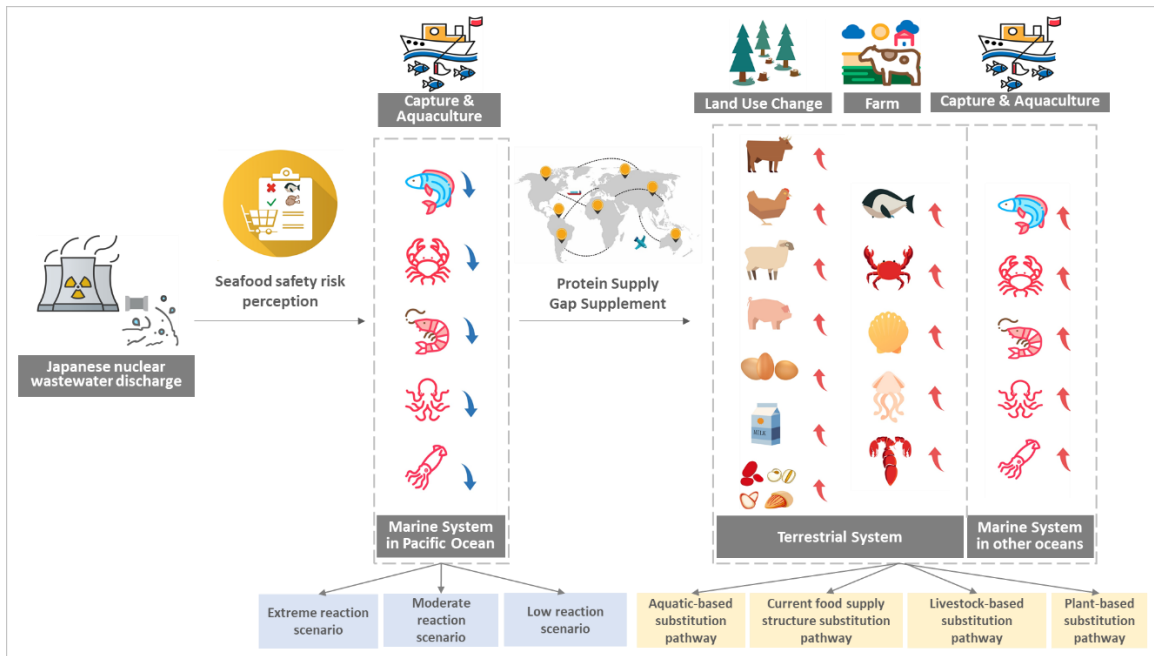 Capture &
Aquaculture
Land Use Change
Farm
Capture & Aquaculture
Seafood safety risk
perception
Protein Supply
Gap Supplement
Japanese nuclear
wastewater discharge
MILK
Marine System
in Pacific Ocean
Terrestrial System
Marine System
in other oceans
Extreme reaction
scenario
Moderate
reaction
scenario
Low reaction
scenario
Aquatic-based
substitution
pathway
Current food supply
structure substitution
pathway
Livestock-based
substitution
pathway
Plant-based
substitution
pathway